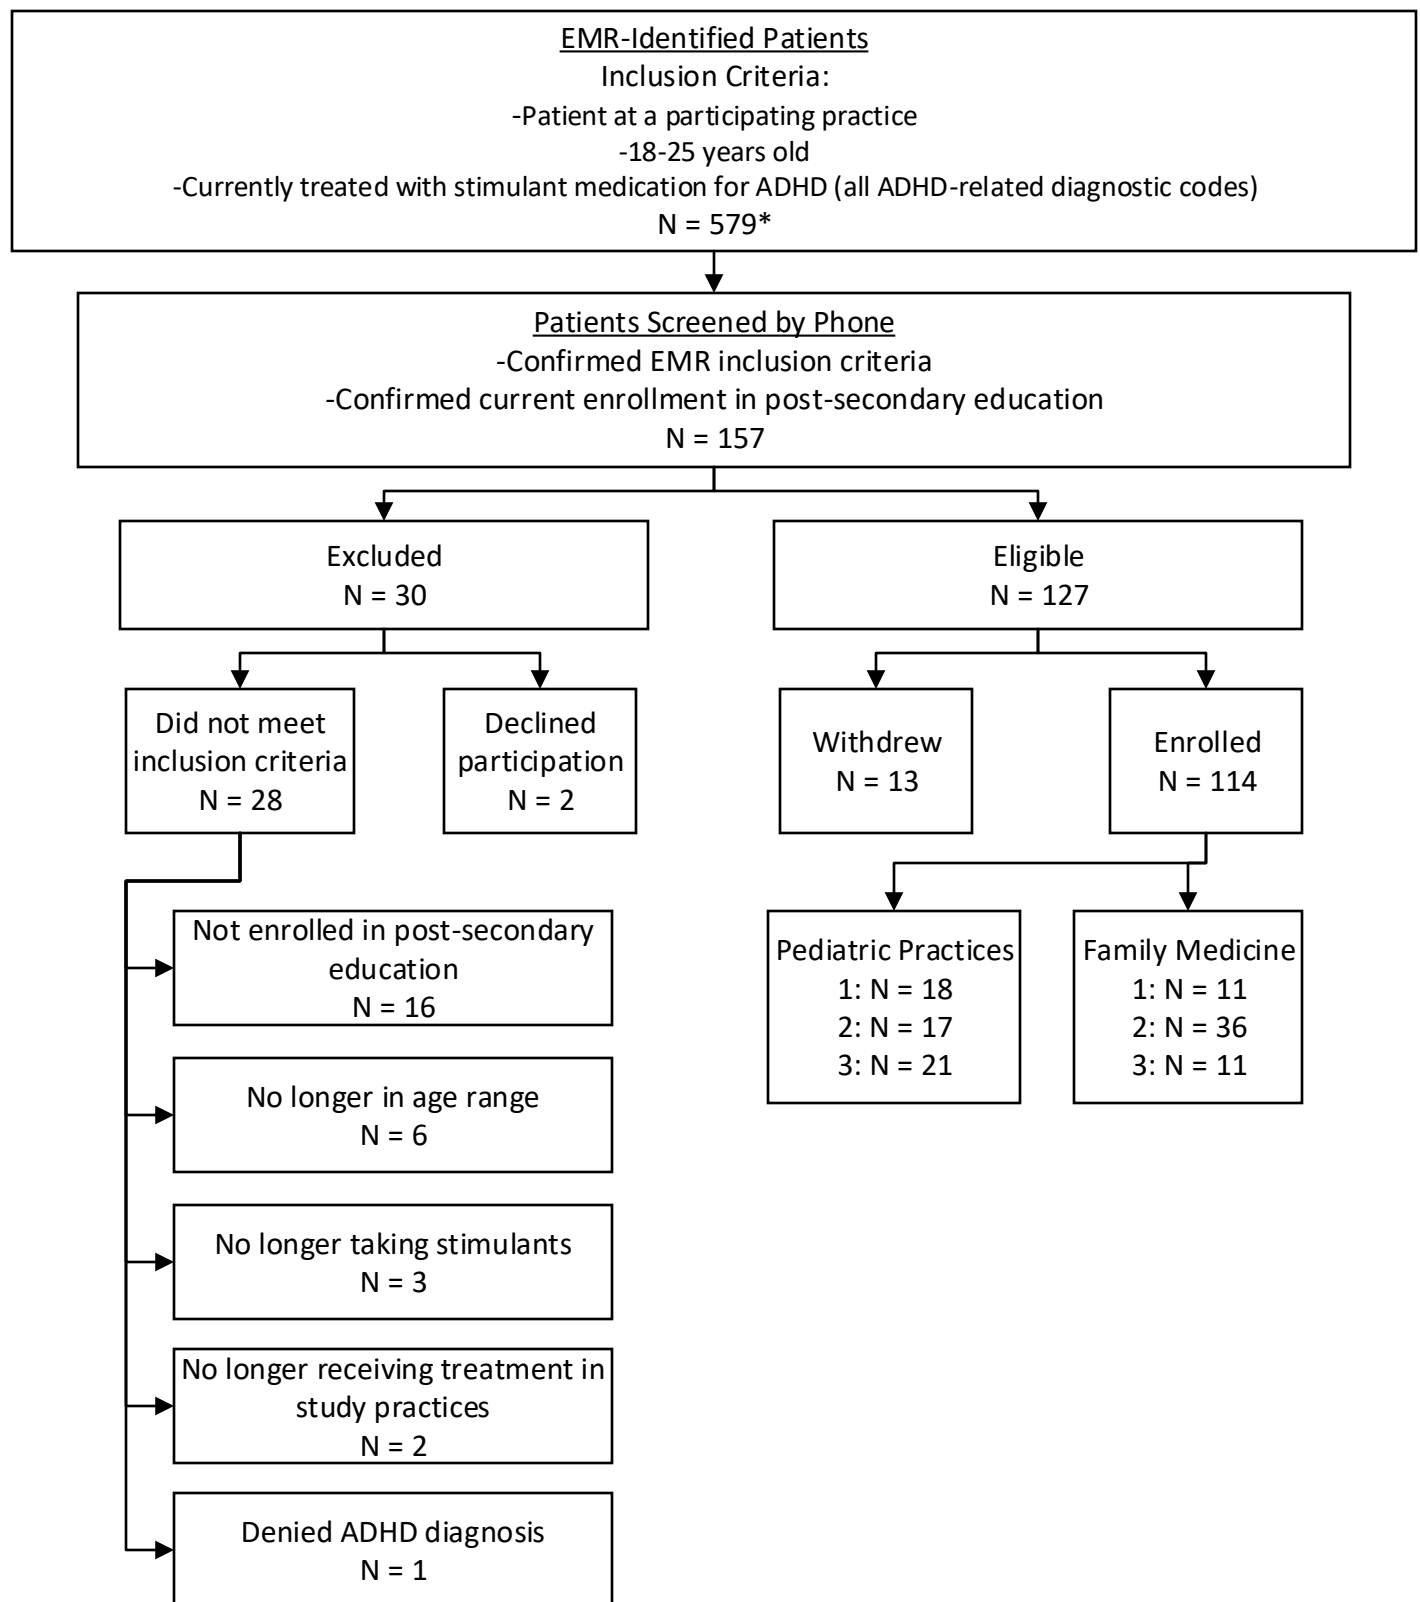 EMR-Identified Patients
Inclusion Criteria:
-Patient at a participating practice
-18-25 years old
-Currently treated with stimulant medication for ADHD (all ADHD-related diagnostic codes)
N = 579*
Patients Screened by Phone
-Confirmed EMR inclusion criteria
-Confirmed current enrollment in post-secondary education
N = 157
Excluded
N = 30
Eligible
N = 127
Did not meet
inclusion criteria
N = 28
Declined
participation
N = 2
Withdrew
N = 13
Enrolled
N = 114
Not enrolled in post-secondary
education
N = 16
No longer in age range
N = 6
No longer taking stimulants
N = 3
No longer receiving treatment in
study practices
N = 2
Denied ADHD diagnosis
N = 1
Pediatric Practices
1: N = 18
2: N = 17
3: N = 21
Family Medicine
1: N = 11
2: N = 36
3: N = 11